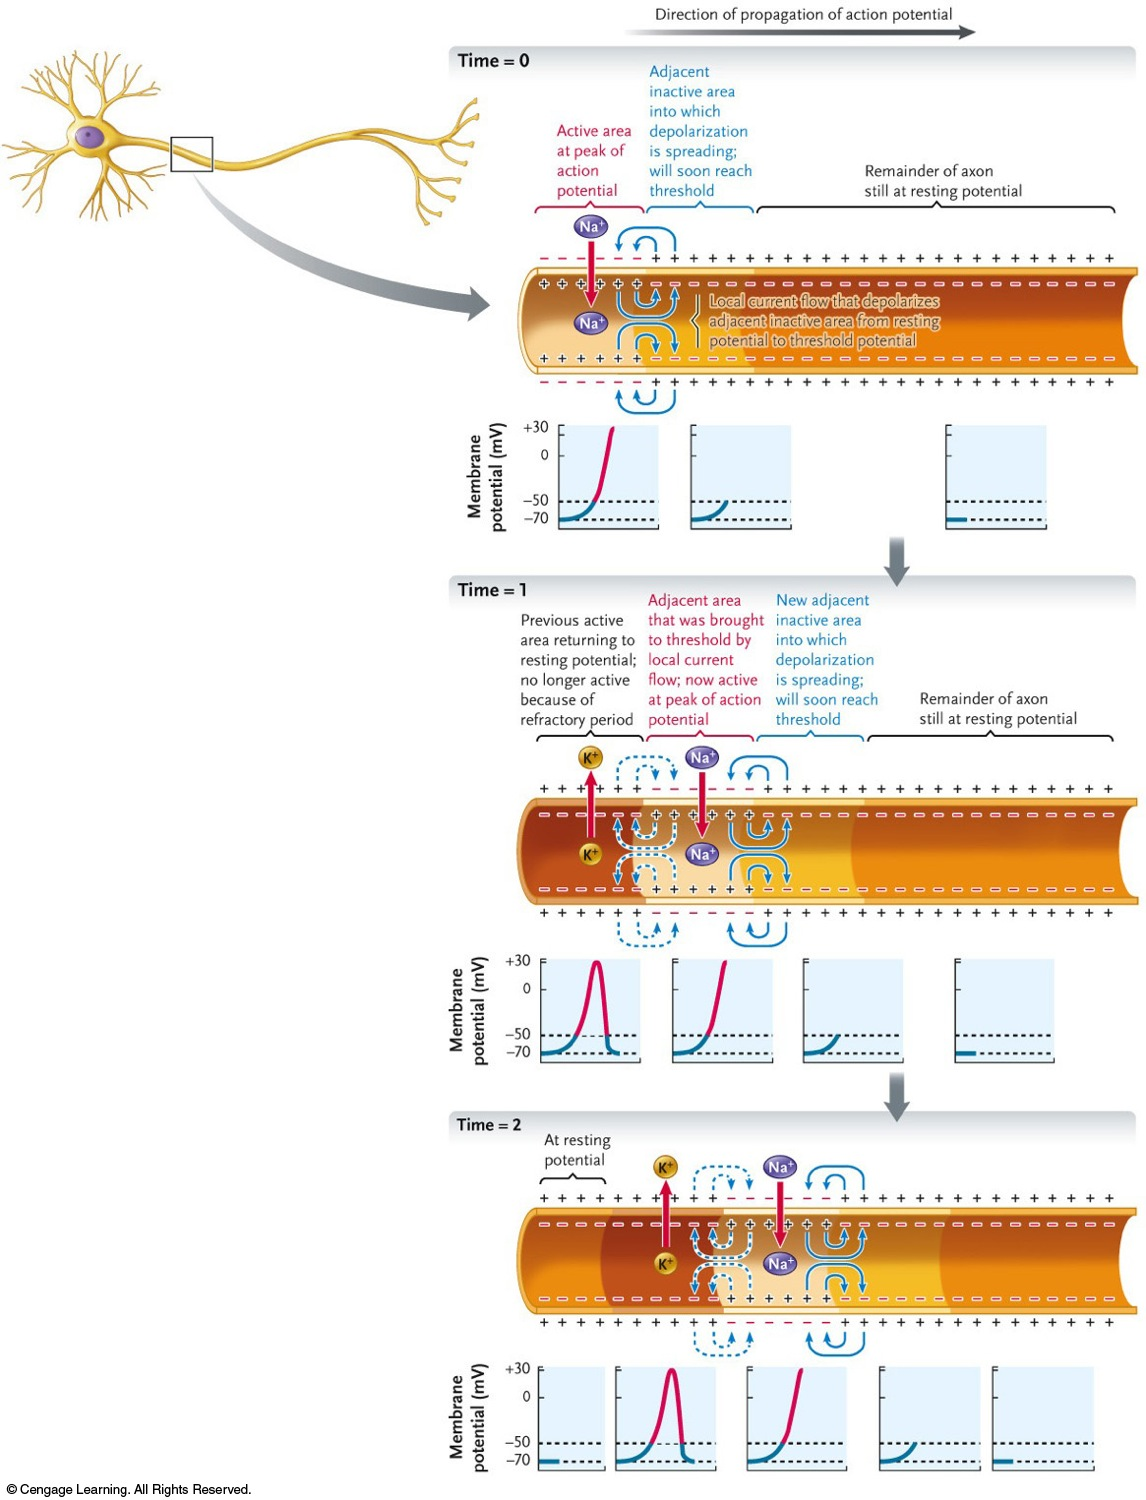 Direction of propagation of action potential
Time = 0
Active area
at peak of
action
potential
Adjacent
inactive area
into which
depolarization
is spreading;
will soon reach
threshold
Remainder of axon
still at resting potential
Na+
Na+
Local current flow that depolarizes
adjacent inactive area from resting
potential to threshold potential
Membrane
potential (mV)
+30
0
−50
−70
Time = 1
Previous active
area returning to
resting potential;
no longer active
because of
refractory period
Adjacent area
that was brought
to threshold by
local current
flow; now active
at peak of action
potential
New adjacent
inactive area
into which
depolarization
is spreading;
will soon reach
threshold
Remainder of axon
still at resting potential
K+
Na+
K+
Na+
Membrane
potential (mV)
+30
0
−50
−70
Time = 2
At resting
potential
K+
Na+
K+
Na+
Membrane
potential (mV)
+30
0
−50
−70
© Cengage Learning. All Rights Reserved.